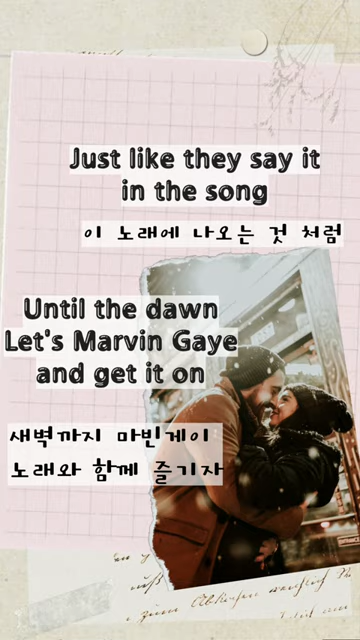 Just like they say it
in the song
이 노래에 나오는 것 처럼
Until the dawn
Let's Marvin Gaye
and get it on
새벽까지 마빈게이
노래와 함께 즐기자
zum Abkochen